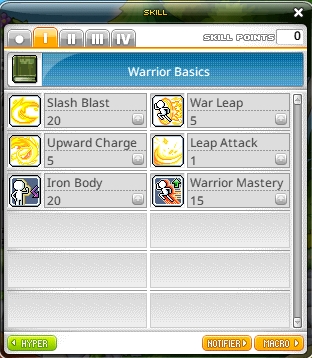 SKILL
I II III IV SKILL POINTS 0
Warrior Basics
Slash Blast
20
War Leap
5
Upward Charge
5
Leap Attack
1
Iron Body
20
Warrior Mastery
15
HYPER NOTIFIER MACRO